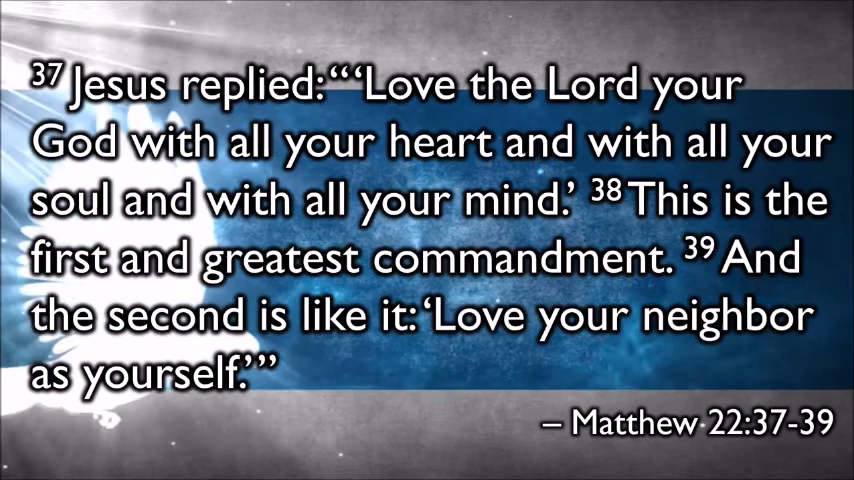 37 Jesus replied: “‘Love the Lord your
God with all your heart and with all your
soul and with all your mind.’ 38 This is the
first and greatest commandment. 39 And
the second is like it: ‘Love your neighbor
as yourself.’”
– Matthew 22:37-39